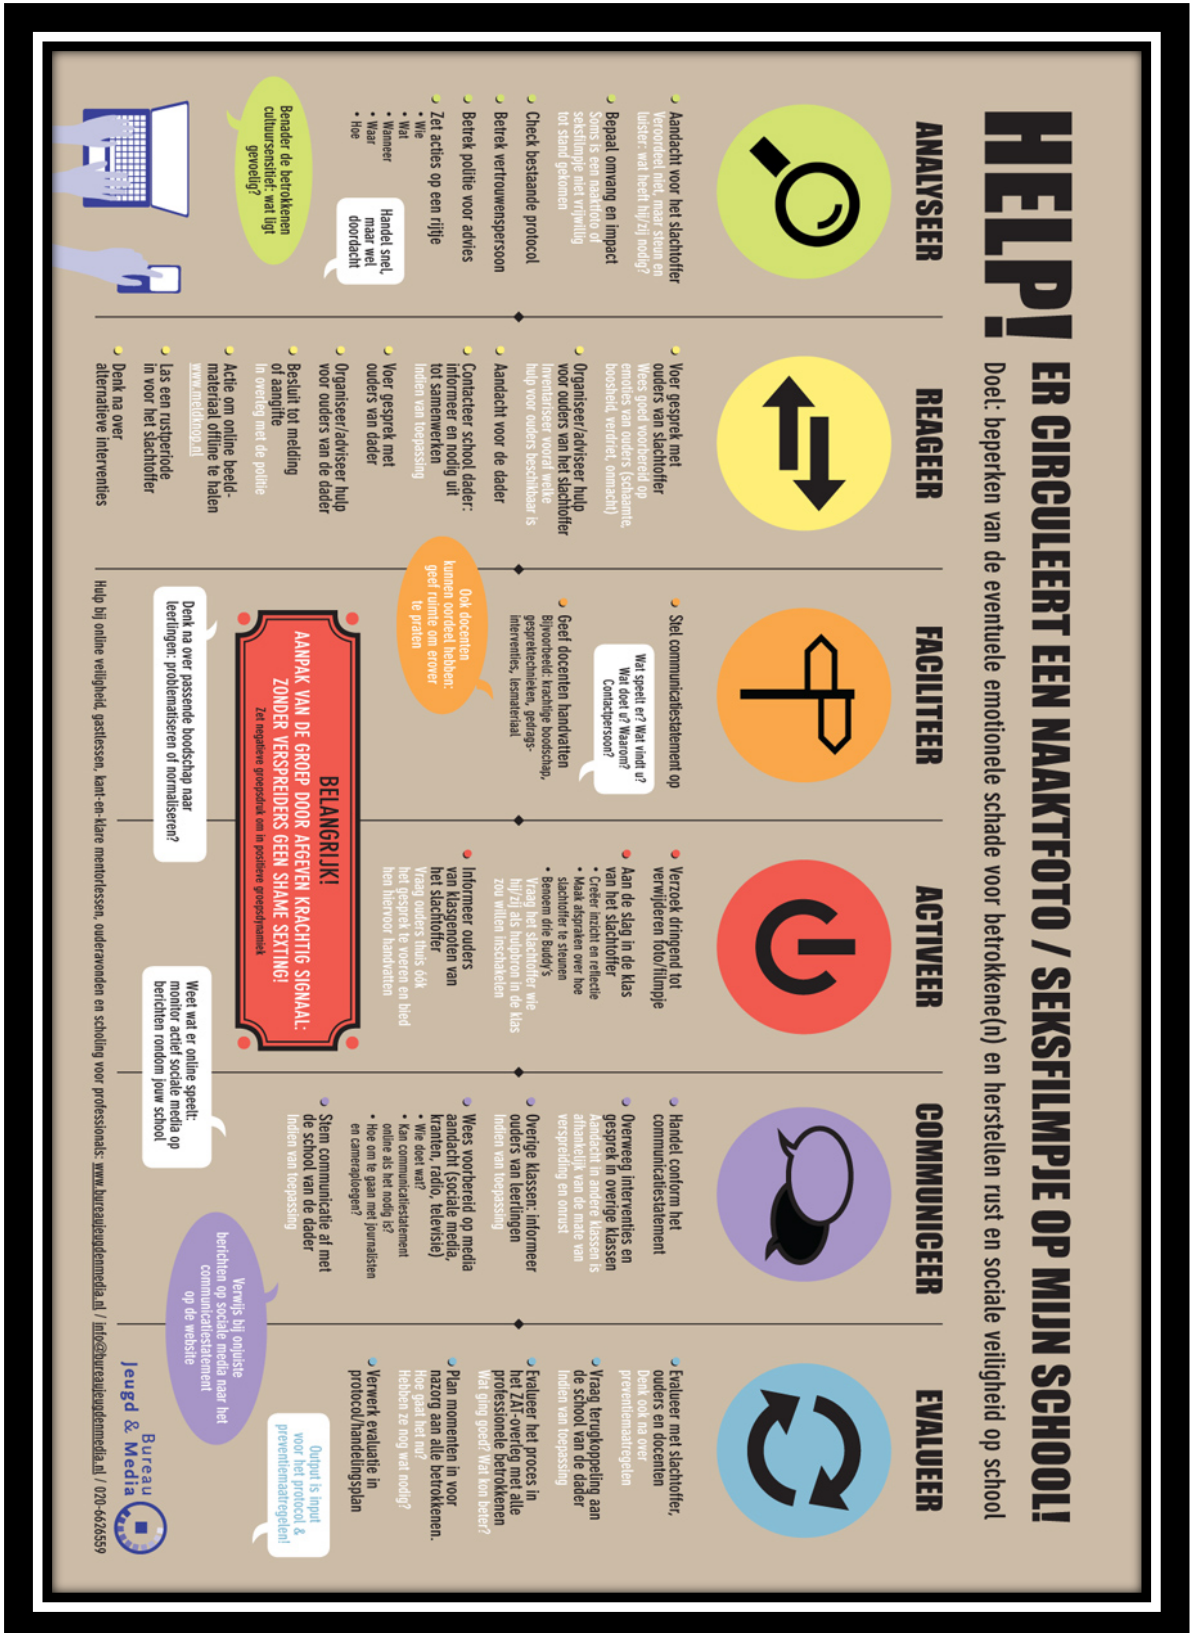 HELP!
ER CIRCULEERT EEN NAAKTFOTO / SEKSFILMPJE OP MIJN SCHOOL!
Doel: beperken van de eventuele emotionele schade voor betrokkene(n) en herstellen rust en sociale veiligheid op school
ANALYSEER
Aandacht voor het slachtoffer
Veroordeel niet, maar steun en
luister: wat heeft hij/zij nodig?
Bepaal omvang en impact
Soms is een naaktfoto of
seksfilmpje niet vrijwillig
tot stand gekomen
Check bestaande protocol
Betrek vertrouwenspersoon
Betrek politie voor advies
Zet acties op een rijtje
• Wie
• Wat
• Wanneer
• Waar
• Hoe
Handel snel,
maar wel
doordacht
Benader de betrokkenen
cultuursensitief: wat ligt
gevoelig?
REAGEER
Voer gesprek met
ouders van slachtoffer
Wees goed voorbereid op
emoties van ouders (schaamte,
boosheid, verdriet, onmacht)
Organiseer/adviseer hulp
voor ouders van het slachtoffer
Inventariseer vooraf welke
hulp voor ouders beschikbaar is
Aandacht voor de dader
Contacteer school dader:
informeer en nodig uit
tot samenwerken
Indien van toepassing
Voer gesprek met
ouders van dader
Organiseer/adviseer hulp
voor ouders van de dader
Besluit tot melding
of aangifte
In overleg met de politie
Actie om online beeld-
materiaal offline te halen
www.meldknop.nl
Las een rustperiode
in voor het slachtoffer
Denk na over
alternatieve interventies
FACILITEER
Stel communicatiestatement op
Wat speelt er? Wat vindt u?
Wat doet u? Waarom?
Contactpersoon?
Geef docenten handvatten
Bijvoorbeeld: krachtige boodschap,
gesprektechnieken, gedrags-
interventies, lesmateriaal
Ook docenten
kunnen oordeel hebben:
geef ruimte om erover
te praten
ACTIVEER
Verzoek dringend tot
verwijderen foto/filmpje
Aan de slag in de klas
van het slachtoffer
• Creëer inzicht en reflectie
• Maak afspraken over hoe
slachtoffer te steunen
• Benoem drie Buddy's
Vraag het slachtoffer wie
hij/zij als hulpbron in de klas
zou willen inschakelen
Informeer ouders
van klasgenoten van
het slachtoffer
Vraag ouders thuis óók
het gesprek te voeren en bied
hen hiervoor handvatten
BELANGRIJK!
AANPAK VAN DE GROEP DOOR AFGEVEN KRACHTIG SIGNAAL:
ZONDER VERSPREIDERS GEEN SHAME SEXTING!
Zet negatieve groepsdruk om in positieve groepsdynamiek
Denk na over passende boodschap naar
leerlingen: problematiseren of normaliseren?
Weet wat er online speelt:
monitor actief sociale media op
berichten rondom jouw school
COMMUNICEER
Handel conform het
communicatiestatement
Overweeg interventies en
gesprek in overige klassen
Aandacht in andere klassen is
afhankelijk van de mate van
verspreiding en onrust
Overige klassen: informeer
ouders van leerlingen
Indien van toepassing
Wees voorbereid op media
aandacht (sociale media,
kranten, radio, televisie)
• Wie doet wat?
• Kan communicatiestatement
online als het nodig is?
• Hoe om te gaan met journalisten
en cameraploegen?
Stem communicatie af met
de school van de dader
Indien van toepassing
Verwijs bij onjuiste
berichten op sociale media naar het
communicatiestatement
op de website
EVALUEER
Evalueer met slachtoffer,
ouders en docenten
Denk ook na over
preventiemaatregelen
Vraag terugkoppeling aan
de school van de dader
Indien van toepassing
Evalueer het proces in
het ZAT-overleg met alle
professionele betrokkenen
Wat ging goed? Wat kon beter?
Plan momenten in voor
nazorg aan alle betrokkenen.
Hoe gaat het nu?
Hebben ze nog wat nodig?
Verwerk evaluatie in
protocol/handelingsplan
Output is input
voor het protocol &
preventiemaatregelen!
Bureau
Jeugd & Media
Hulp bij online veiligheid, gastlessen, kant-en-klare mentorlessen, ouderavonden en scholing voor professionals: www.bureaujeugdenmedia.nl / info@bureaujeugdenmedia.nl / 020-6626559